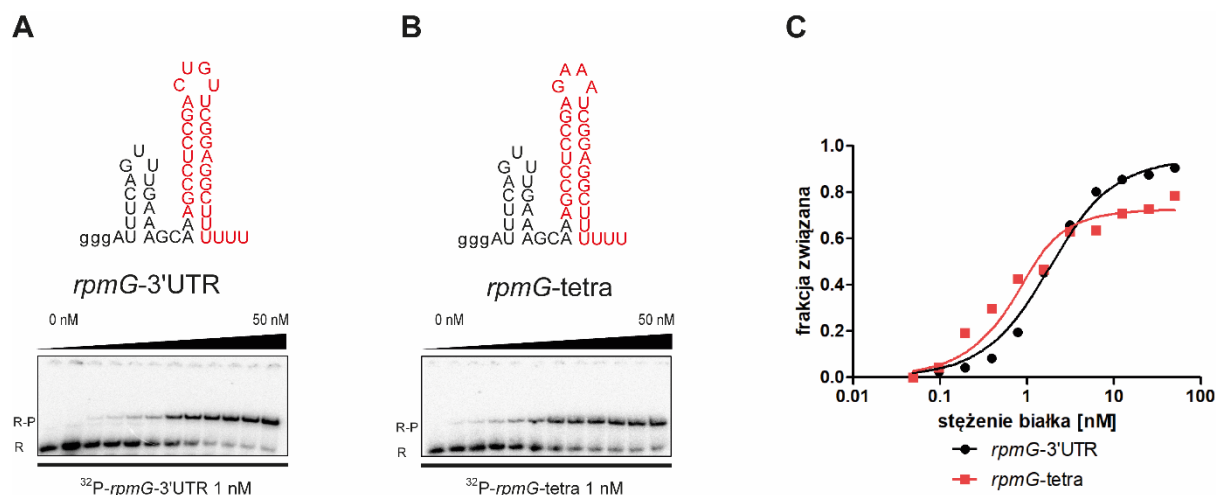 A
U G
C U
A U
G C
C G
C G
U A
U C G
G U C G
A U G C
C G A U
U A A U
gggAU AGCA UUUUU
rpmG-3'UTR
0 nM 50 nM
R-P
R
³²P-rpmG-3'UTR 1 nM
B
A A
G A
A U
G C
C G
C G
U A
U C G
G U C G
A U G C
C G A U
U A A U
gggAU AGCA UUUUU
rpmG-tetra
0 nM 50 nM
R-P
R
³²P-rpmG-tetra 1 nM
C
frakcja związana
1.0
0.8
0.6
0.4
0.2
0.0
0.01 0.1 1 10 100
stężenie białka [nM]
rpmG-3'UTR
rpmG-tetra